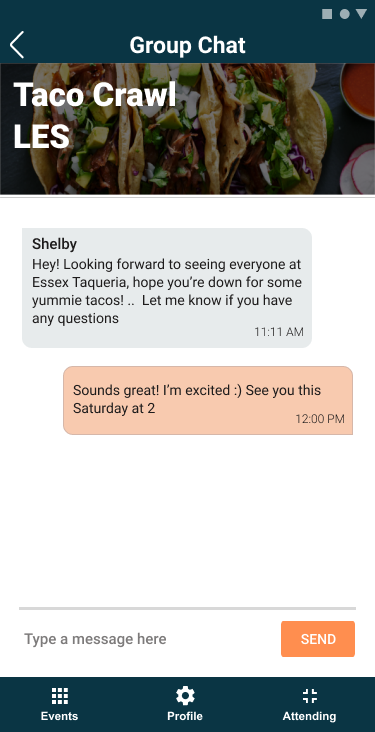 Group Chat
Taco Crawl
LES
Shelby
Hey! Looking forward to seeing everyone at
Essex Taqueria, hope you’re down for some
yummie tacos! .. Let me know if you have
any questions
11:11 AM
Sounds great! I’m excited :) See you this
Saturday at 2
12:00 PM
Type a message here
SEND
Events
Profile
Attending